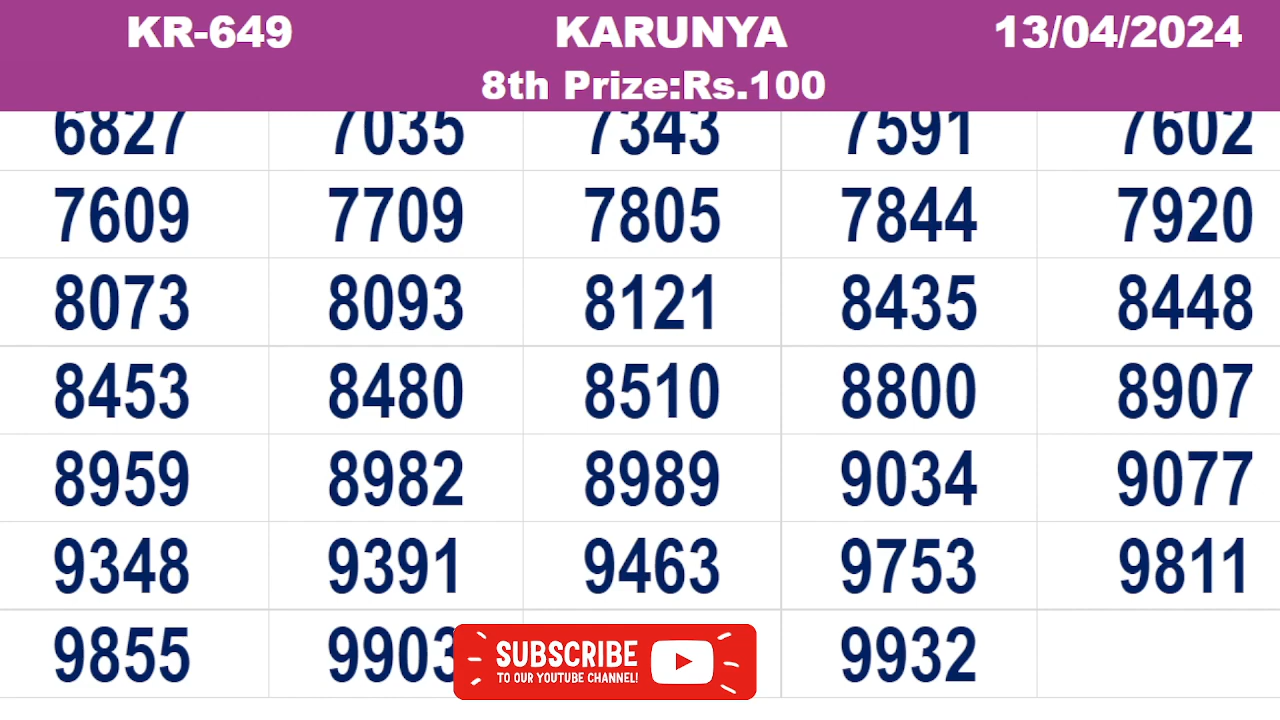 KR-649 KARUNYA 13/04/2024
8th Prize:Rs.100
6827 7035 7343 7591 7602
7609 7709 7805 7844 7920
8073 8093 8121 8435 8448
8453 8480 8510 8800 8907
8959 8982 8989 9034 9077
9348 9391 9463 9753 9811
9855 9903 9932
SUBSCRIBE
TO OUR YOUTUBE CHANNEL!